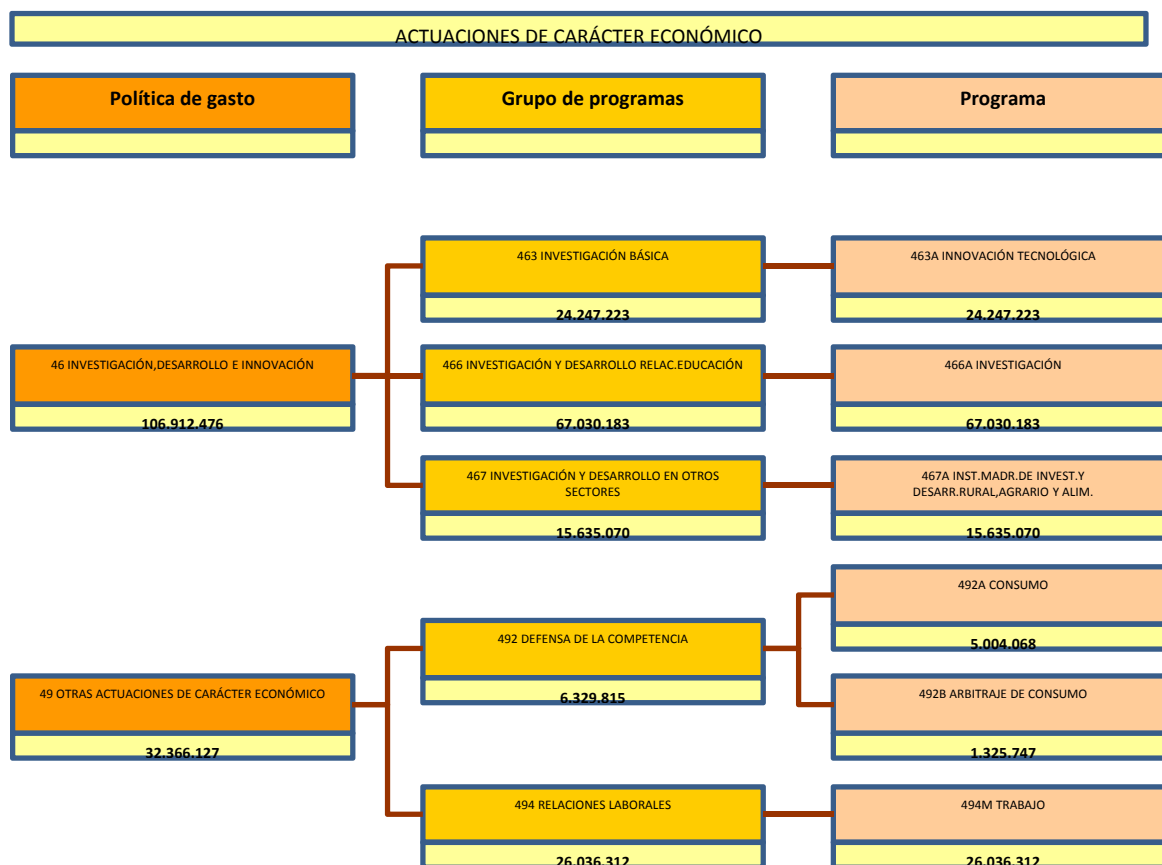 ACTUACIONES DE CARÁCTER ECONÓMICO
Política de gasto
Grupo de programas
Programa
463 INVESTIGACIÓN BÁSICA
24.247.223
463A INNOVACIÓN TECNOLÓGICA
24.247.223
46 INVESTIGACIÓN,DESARROLLO E INNOVACIÓN
106.912.476
466 INVESTIGACIÓN Y DESARROLLO RELAC.EDUCACIÓN
67.030.183
466A INVESTIGACIÓN
67.030.183
467 INVESTIGACIÓN Y DESARROLLO EN OTROS
SECTORES
15.635.070
467A INST.MADR.DE INVEST.Y
DESARR.RURAL,AGRARIO Y ALIM.
15.635.070
492A CONSUMO
5.004.068
492 DEFENSA DE LA COMPETENCIA
6.329.815
49 OTRAS ACTUACIONES DE CARÁCTER ECONÓMICO
32.366.127
492B ARBITRAJE DE CONSUMO
1.325.747
494 RELACIONES LABORALES
26.036.312
494M TRABAJO
26.036.312